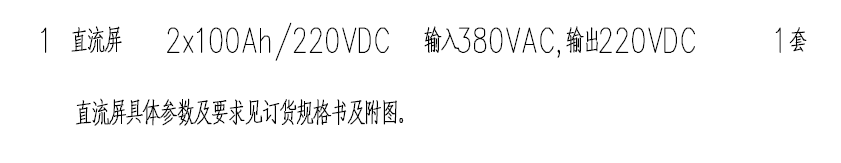 1 直流屏 2x100Ah/220VDC 输入380VAC,输出220VDC 1套
直流屏具体参数及要求见订货规格书及附图。